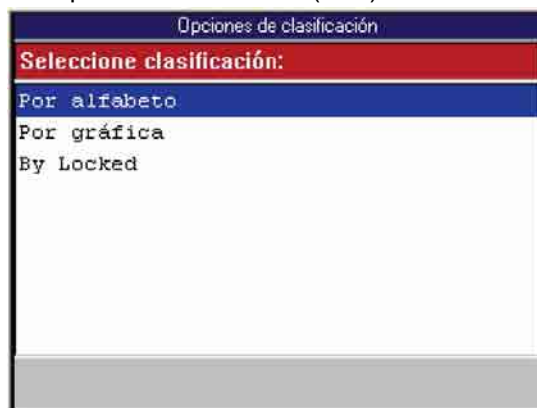 Opciones de clasificación
Seleccione clasificación:
Por alfabeto
Por gráfica
By Locked